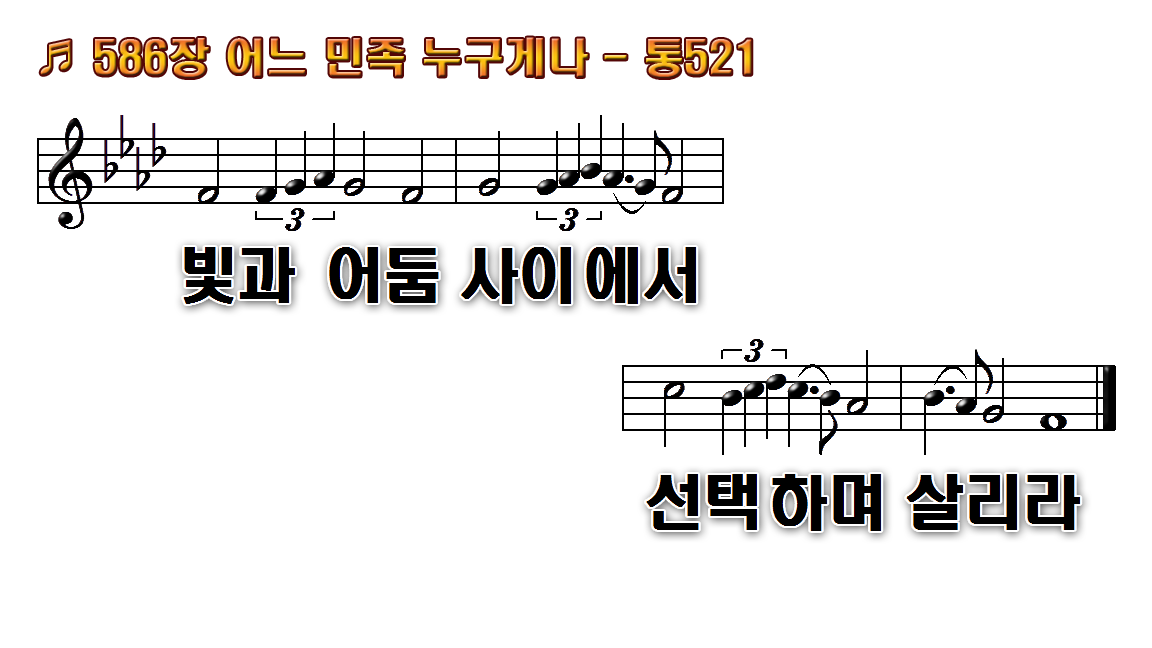 ♬ 586장 어느 민족 누구게나 - 통521
3 3
빛과 어둠 사이에서
3
선택하며 살리라